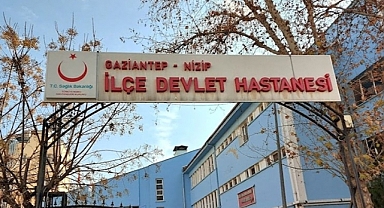 GAZİANTEP - NİZİP
İLÇE DEVLET HASTANESİ
T.C. Sağlık Bakanlığı